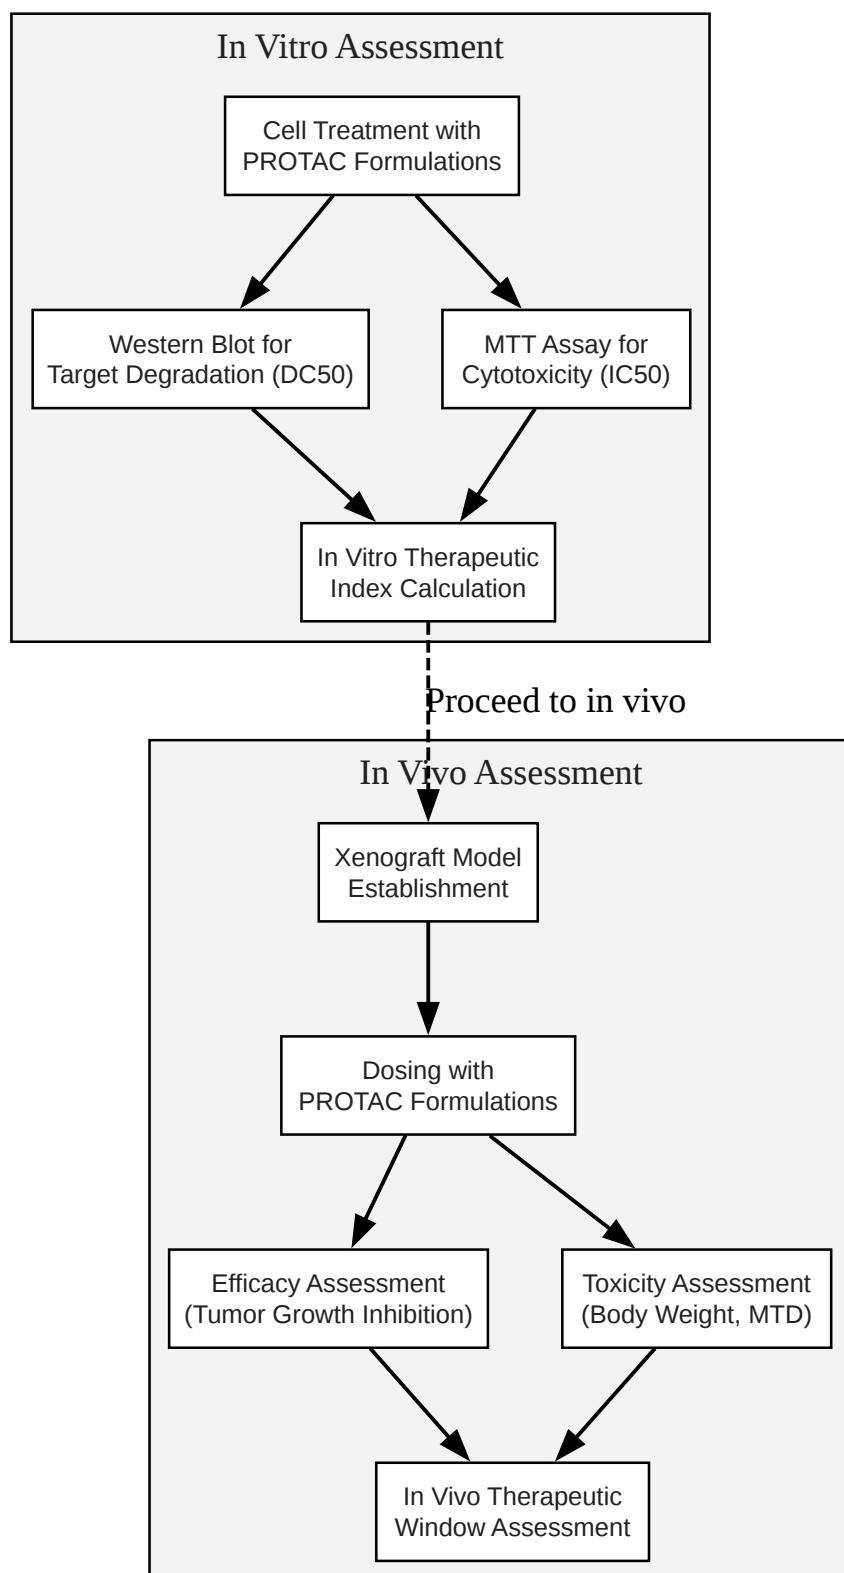 In Vitro Assessment
Cell Treatment with
PROTAC Formulations
Western Blot for
Target Degradation (DC50)
MTT Assay for
Cytotoxicity (IC50)
In Vitro Therapeutic
Index Calculation
Proceed to in vivo
In Vivo Assessment
Xenograft Model
Establishment
Dosing with
PROTAC Formulations
Efficacy Assessment
(Tumor Growth Inhibition)
Toxicity Assessment
(Body Weight, MTD)
In Vivo Therapeutic
Window Assessment